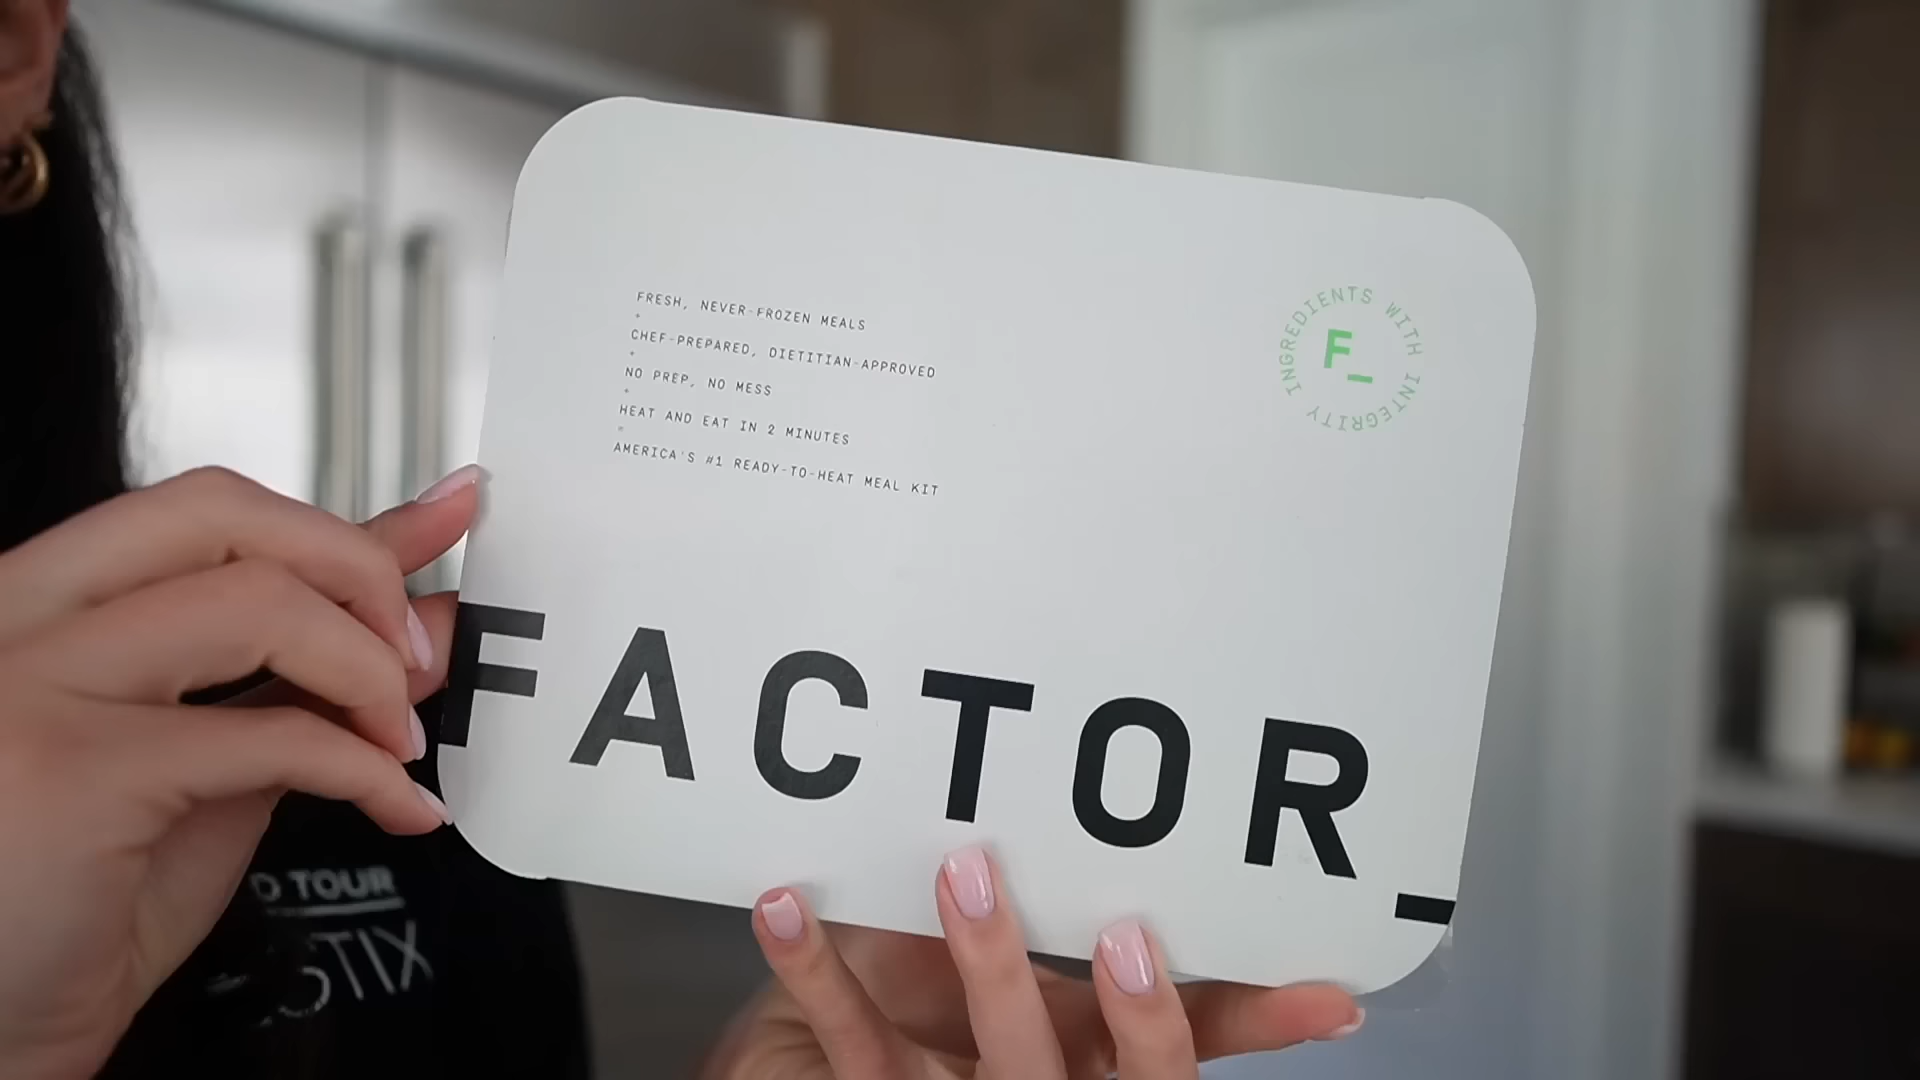 FRESH, NEVER-FROZEN MEALS
CHEF-PREPARED, DIETITIAN-APPROVED
NO PREP, NO MESS
HEAT AND EAT IN 2 MINUTES
AMERICA'S #1 READY-TO-HEAT MEAL KIT
INGREDIENTS WITH INTEGRITY
F_
FACTOR_
TOUR